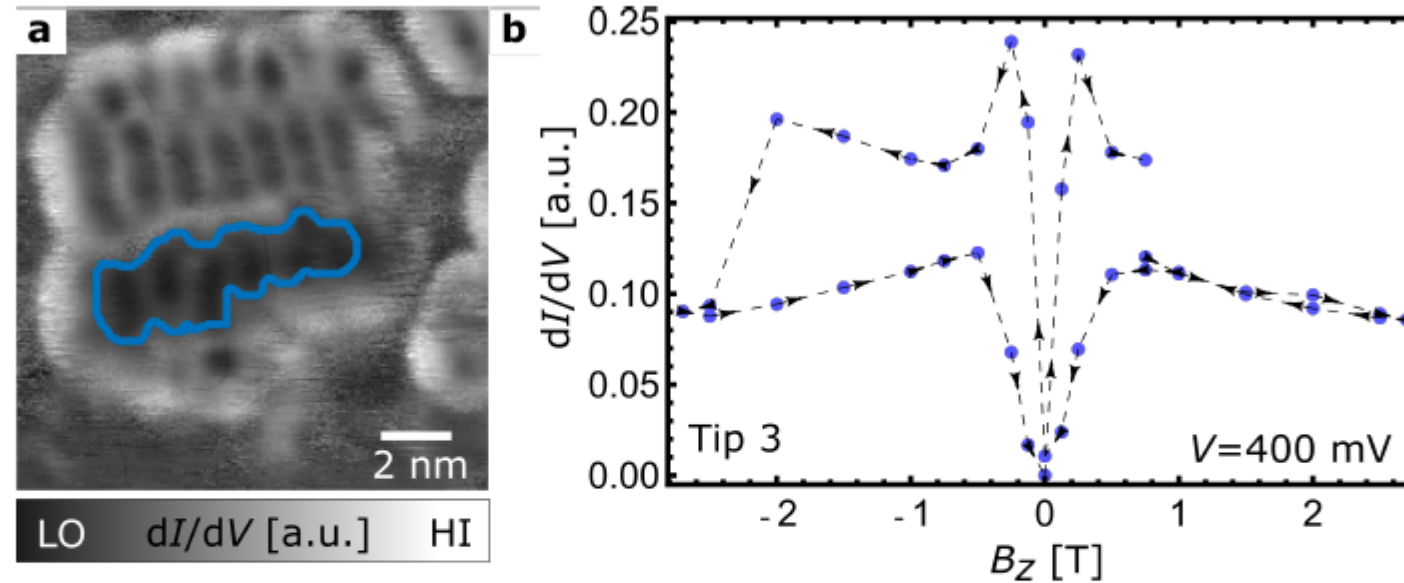 a
2 nm
LO dI/dV [a.u.] HI
b
dI/dV [a.u.]
0.25
0.20
0.15
0.10
0.05
0.00
Tip 3
V=400 mV
-2 -1 0 1 2
BZ [T]